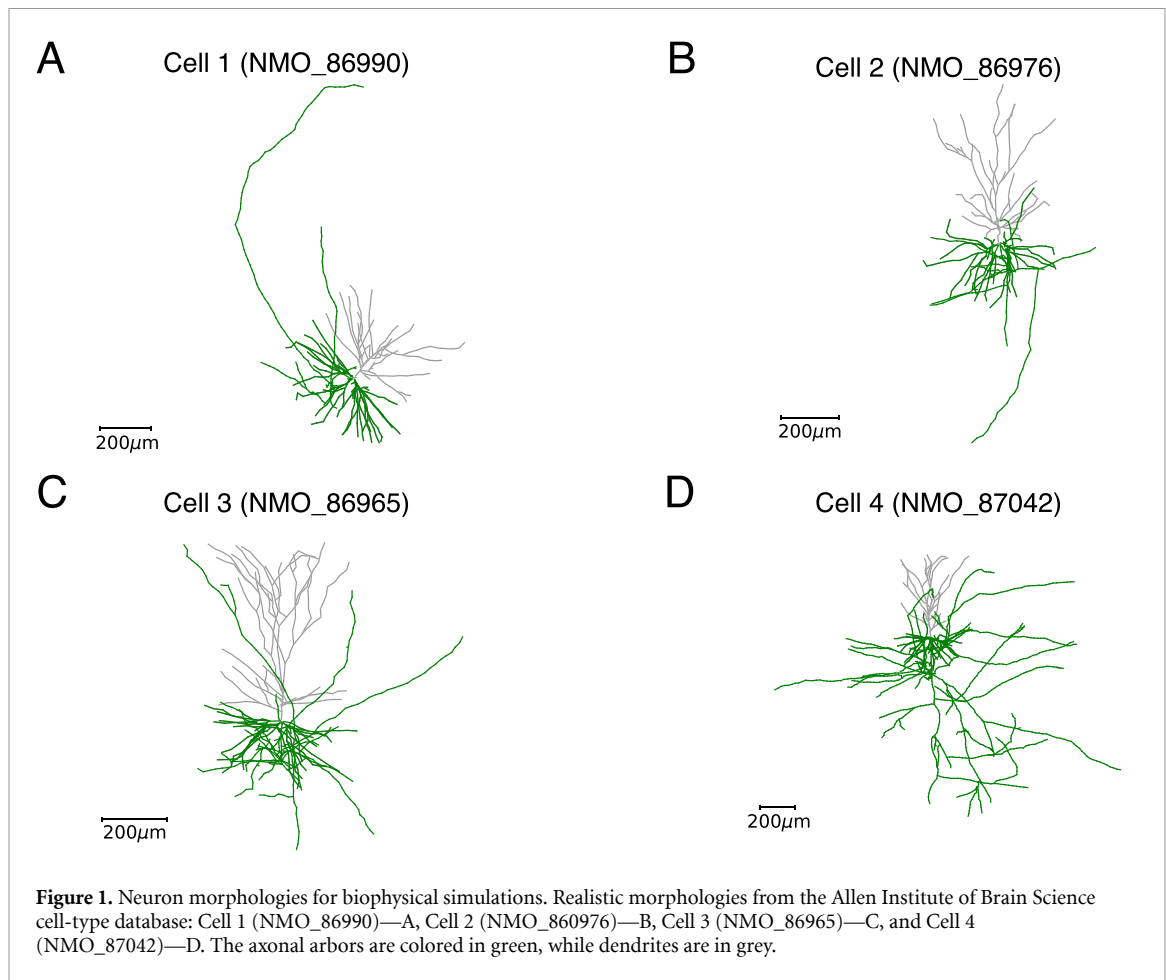 A
Cell 1 (NMO_86990)
B
Cell 2 (NMO_86976)
200μm
200μm
C
Cell 3 (NMO_86965)
D
Cell 4 (NMO_87042)
200μm
200μm
Figure 1. Neuron morphologies for biophysical simulations. Realistic morphologies from the Allen Institute of Brain Science
cell-type database: Cell 1 (NMO_86990)—A, Cell 2 (NMO_860976)—B, Cell 3 (NMO_86965)—C, and Cell 4
(NMO_87042)—D. The axonal arbors are colored in green, while dendrites are in grey.